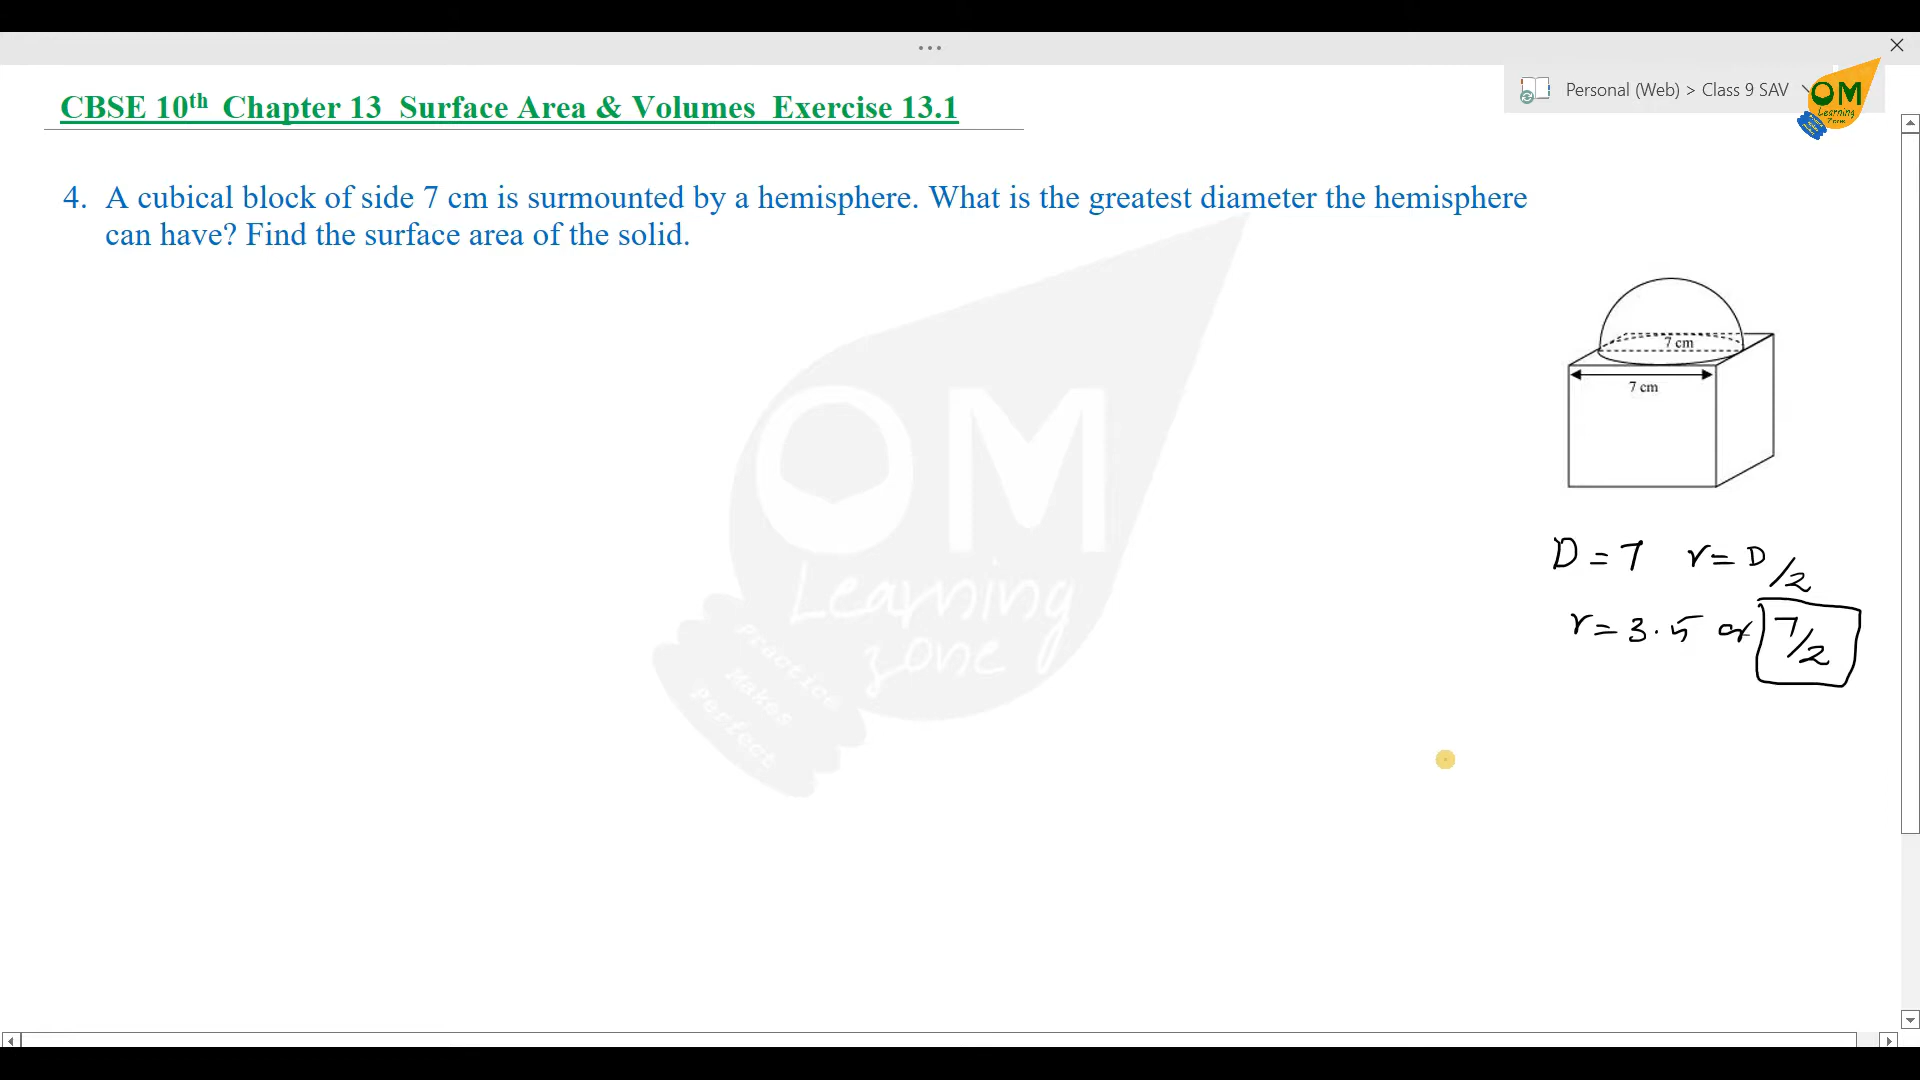 Personal (Web) > Class 9 SAV
OM
Learning
Zone
CBSE 10th Chapter 13 Surface Area & Volumes Exercise 13.1
4. A cubical block of side 7 cm is surmounted by a hemisphere. What is the greatest diameter the hemisphere
can have? Find the surface area of the solid.
7 cm
7 cm
OM
Learning
zone
Practice
Makes
Perfect
D = 7 r = D/2
r = 3.5 or 7/2